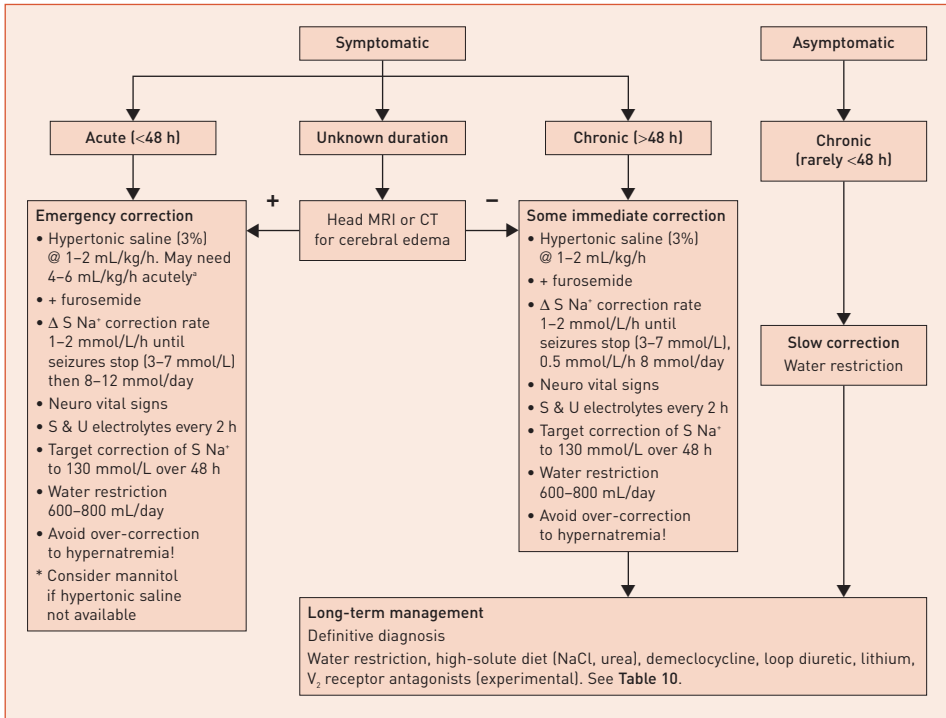 Symptomatic
Asymptomatic
Acute (<48 h)
Unknown duration
Chronic (>48 h)
Chronic
(rarely <48 h)
Emergency correction
• Hypertonic saline (3%)
@ 1–2 mL/kg/h. May need
4–6 mL/kg/h acutelyᵃ
• + furosemide
• Δ S Na⁺ correction rate
1–2 mmol/L/h until
seizures stop (3–7 mmol/L)
then 8–12 mmol/day
• Neuro vital signs
• S & U electrolytes every 2 h
• Target correction of S Na⁺
to 130 mmol/L over 48 h
• Water restriction
600–800 mL/day
• Avoid over-correction
to hypernatremia!
* Consider mannitol
if hypertonic saline
not available
+
Head MRI or CT
for cerebral edema
–
Some immediate correction
• Hypertonic saline (3%)
@ 1–2 mL/kg/h
• + furosemide
• Δ S Na⁺ correction rate
1–2 mmol/L/h until
seizures stop (3–7 mmol/L),
0.5 mmol/L/h 8 mmol/day
• Neuro vital signs
• S & U electrolytes every 2 h
• Target correction of S Na⁺
to 130 mmol/L over 48 h
• Water restriction
600–800 mL/day
• Avoid over-correction
to hypernatremia!
Slow correction
Water restriction
Long-term management
Definitive diagnosis
Water restriction, high-solute diet (NaCl, urea), demeclocycline, loop diuretic, lithium,
V₂ receptor antagonists (experimental). See Table 10.